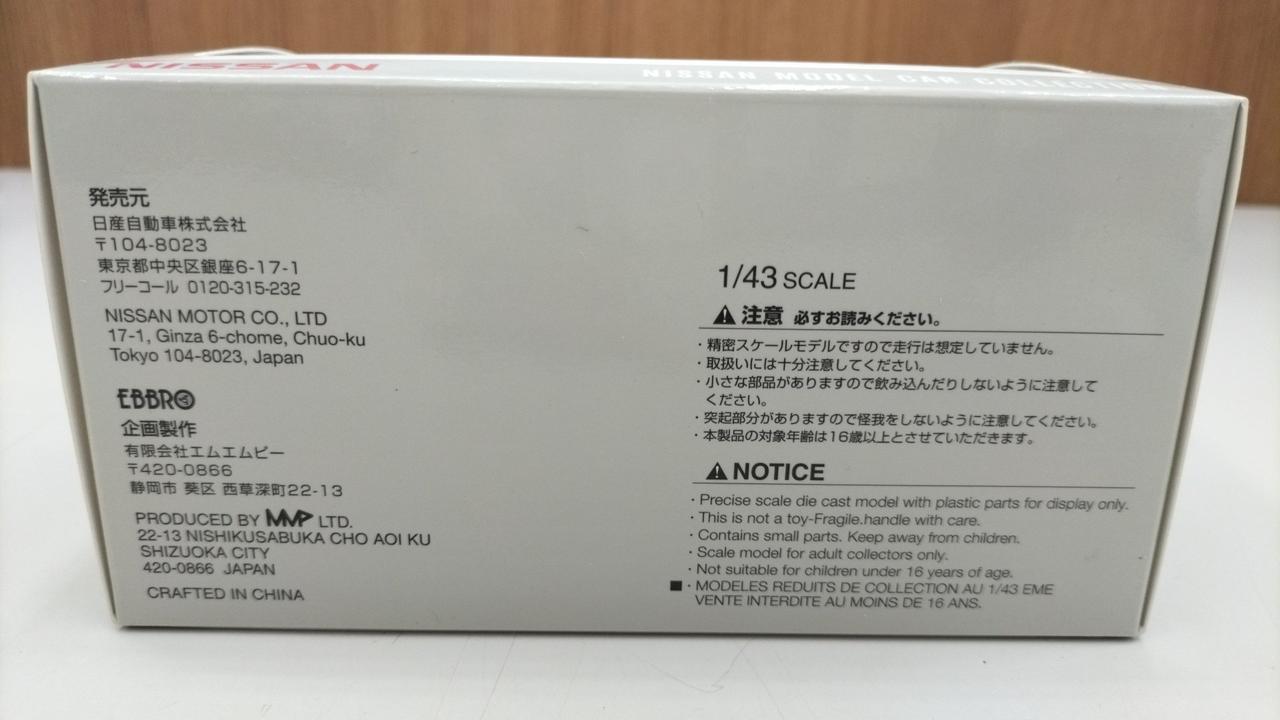 NISSAN
NISSAN MODEL CAR COLLECTION
発売元
日産自動車株式会社
〒104-8023
東京都中央区銀座6-17-1
フリーコール 0120-315-232
NISSAN MOTOR CO., LTD
17-1, Ginza 6-chome, Chuo-ku
Tokyo 104-8023, Japan
EBBRO
企画製作
有限会社エムエムピー
〒420-0866
静岡市 葵区 西草深町22-13
PRODUCED BY MMP LTD.
22-13 NISHIKUSABUKA CHO AOI KU
SHIZUOKA CITY
420-0866 JAPAN
CRAFTED IN CHINA
1/43 SCALE
⚠注意 必ずお読みください。
・精密スケールモデルですので走行は想定していません。
・取扱いには十分注意してください。
・小さな部品がありますので飲み込んだりしないように注意して
ください。
・突起部分がありますので怪我をしないように注意してください。
・本製品の対象年齢は16歳以上とさせていただきます。
⚠NOTICE
・Precise scale die cast model with plastic parts for display only.
・This is not a toy-Fragile.handle with care.
・Contains small parts. Keep away from children.
・Scale model for adult collectors only.
・Not suitable for children under 16 years of age.
■・MODELES REDUITS DE COLLECTION AU 1/43 EME
VENTE INTERDITE AU MOINS DE 16 ANS.